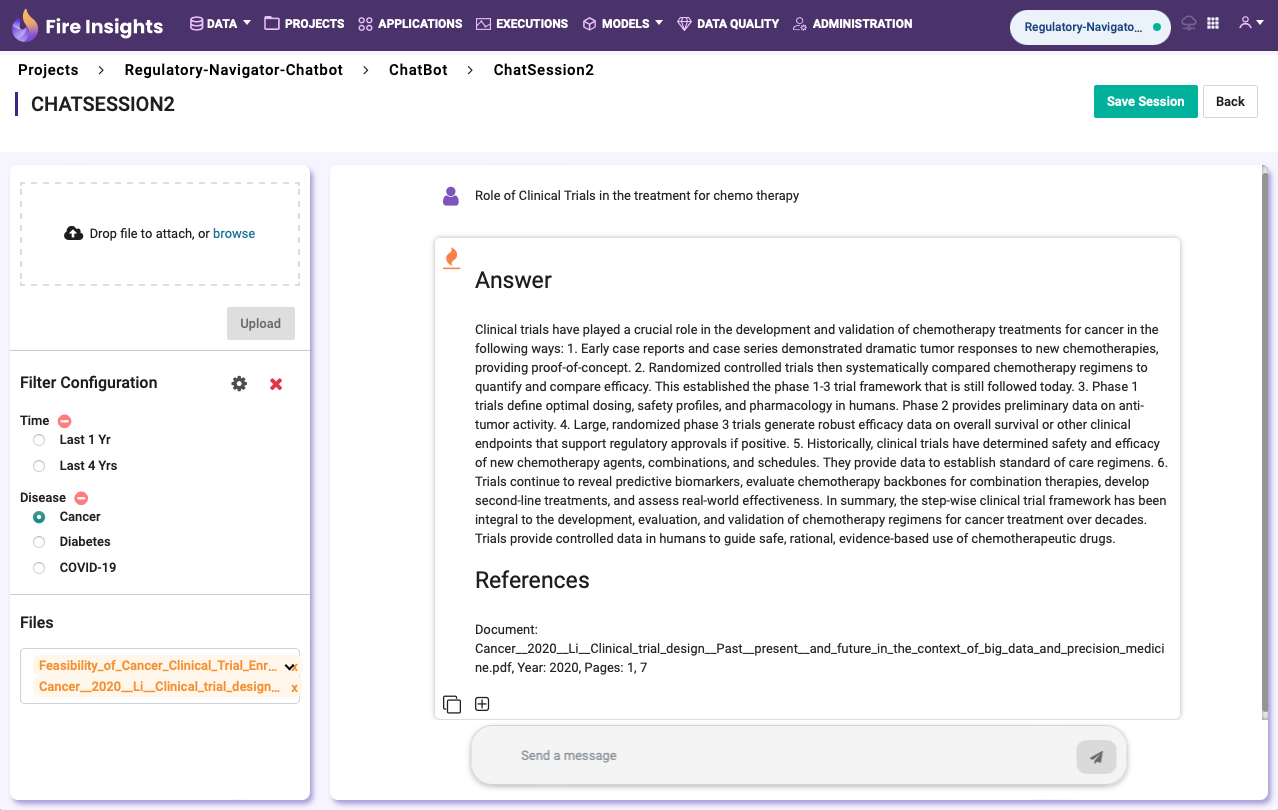 Fire Insights
DATA
PROJECTS
APPLICATIONS
EXECUTIONS
MODELS
DATA QUALITY
ADMINISTRATION
Regulatory-Navigato...
Projects > Regulatory-Navigator-Chatbot > ChatBot > ChatSession2
CHATSESSION2
Save Session
Back
Drop file to attach, or browse
Upload
Filter Configuration
Time
Last 1 Yr
Last 4 Yrs
Disease
Cancer
Diabetes
COVID-19
Files
Feasibility_of_Cancer_Clinical_Trial_Enr... x
Cancer__2020__Li__Clinical_trial_design... x
Role of Clinical Trials in the treatment for chemo therapy
Answer
Clinical trials have played a crucial role in the development and validation of chemotherapy treatments for cancer in the
following ways: 1. Early case reports and case series demonstrated dramatic tumor responses to new chemotherapies,
providing proof-of-concept. 2. Randomized controlled trials then systematically compared chemotherapy regimens to
quantify and compare efficacy. This established the phase 1-3 trial framework that is still followed today. 3. Phase 1
trials define optimal dosing, safety profiles, and pharmacology in humans. Phase 2 provides preliminary data on anti-
tumor activity. 4. Large, randomized phase 3 trials generate robust efficacy data on overall survival or other clinical
endpoints that support regulatory approvals if positive. 5. Historically, clinical trials have determined safety and efficacy
of new chemotherapy agents, combinations, and schedules. They provide data to establish standard of care regimens. 6.
Trials continue to reveal predictive biomarkers, evaluate chemotherapy backbones for combination therapies, develop
second-line treatments, and assess real-world effectiveness. In summary, the step-wise clinical trial framework has been
integral to the development, evaluation, and validation of chemotherapy regimens for cancer treatment over decades.
Trials provide controlled data in humans to guide safe, rational, evidence-based use of chemotherapeutic drugs.
References
Document:
Cancer__2020__Li__Clinical_trial_design__Past__present__and_future_in_the_context_of_big_data_and_precision_medici
ne.pdf, Year: 2020, Pages: 1, 7
Send a message